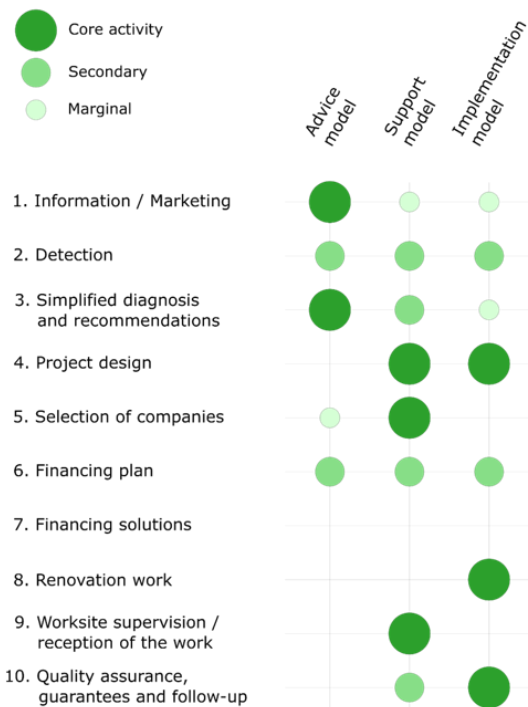 Core activity
Secondary
Marginal
Advice
model
Support
model
Implementation
model
1. Information / Marketing
2. Detection
3. Simplified diagnosis
and recommendations
4. Project design
5. Selection of companies
6. Financing plan
7. Financing solutions
8. Renovation work
9. Worksite supervision /
reception of the work
10. Quality assurance,
guarantees and follow-up